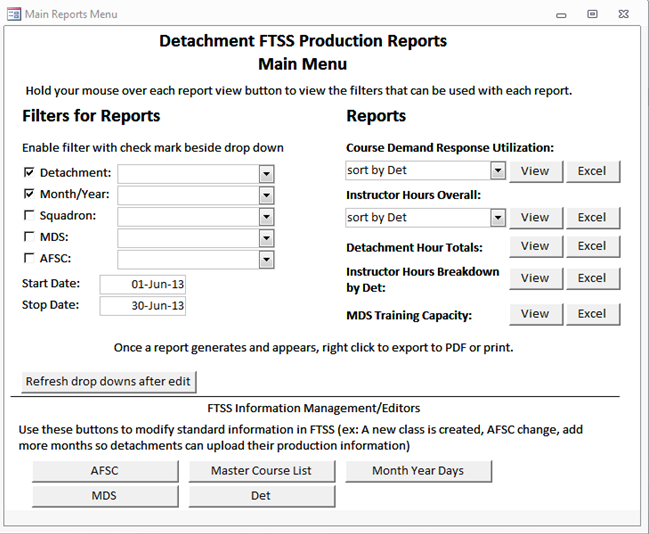 Main Reports Menu
Detachment FTSS Production Reports
Main Menu
Hold your mouse over each report view button to view the filters that can be used with each report.
Filters for Reports
Enable filter with check mark beside drop down
Detachment:
Month/Year:
Squadron:
MDS:
AFSC:
Start Date: 01-Jun-13
Stop Date: 30-Jun-13
Reports
Course Demand Response Utilization:
sort by Det View Excel
Instructor Hours Overall:
sort by Det View Excel
Detachment Hour Totals: View Excel
Instructor Hours Breakdown
by Det: View Excel
MDS Training Capacity: View Excel
Once a report generates and appears, right click to export to PDF or print.
Refresh drop downs after edit
FTSS Information Management/Editors
Use these buttons to modify standard information in FTSS (ex: A new class is created, AFSC change, add
more months so detachments can upload their production information)
AFSC Master Course List Month Year Days
MDS Det